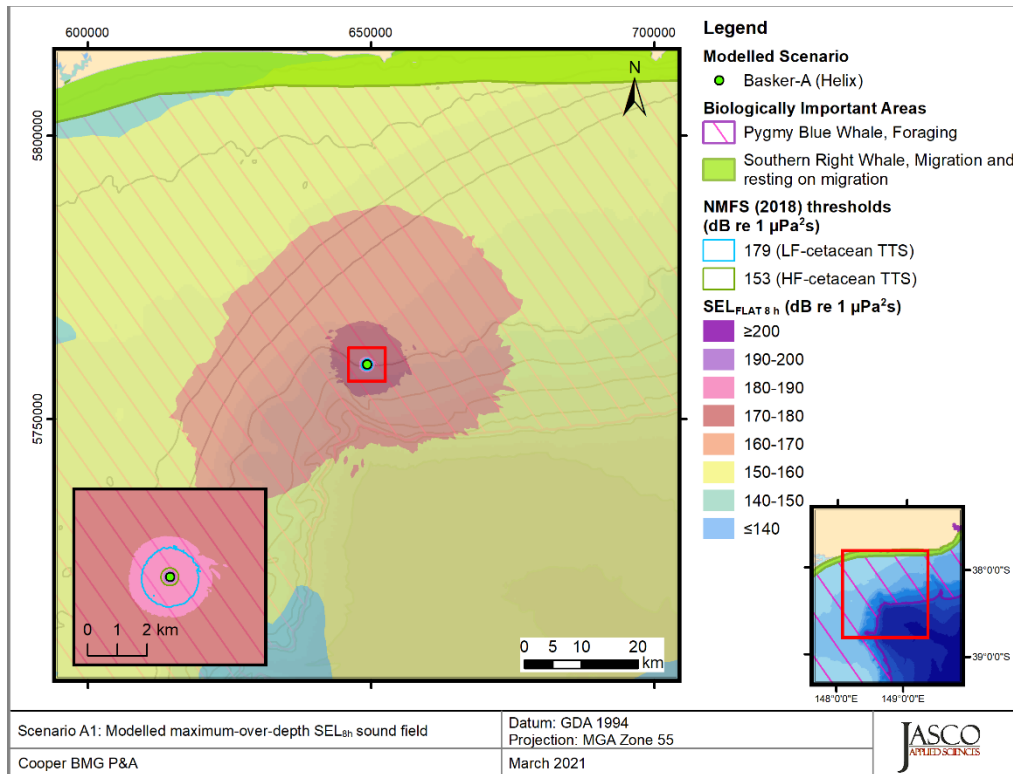 600000
650000
700000
5800000
5750000
N
0 1 2 km
0 5 10 20
km
Legend
Modelled Scenario
Basker-A (Helix)
Biologically Important Areas
Pygmy Blue Whale, Foraging
Southern Right Whale, Migration and
resting on migration
NMFS (2018) thresholds
(dB re 1 µPa²s)
179 (LF-cetacean TTS)
153 (HF-cetacean TTS)
SELFLAT 8 h (dB re 1 µPa²s)
≥200
190-200
180-190
170-180
160-170
150-160
140-150
≤140
38°0'0"S
39°0'0"S
148°0'0"E 149°0'0"E
Scenario A1: Modelled maximum-over-depth SEL8h sound field
Datum: GDA 1994
Projection: MGA Zone 55
Cooper BMG P&A
March 2021
JASCO
APPLIED SCIENCES